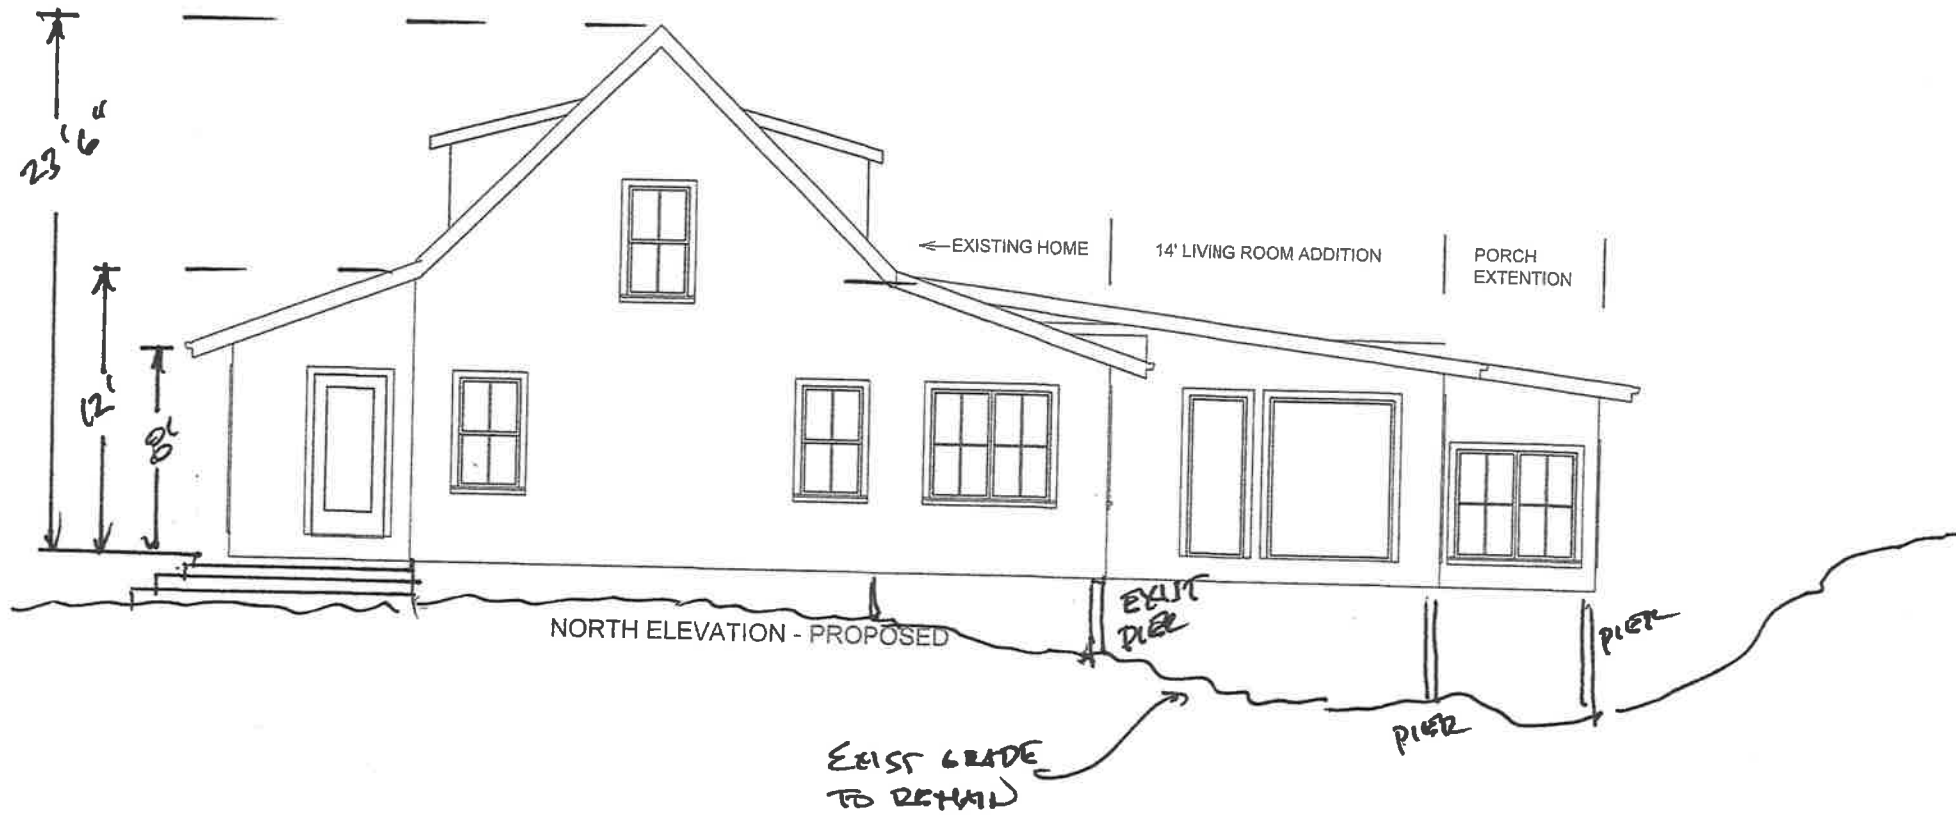 23'6"
12'
8'
←EXISTING HOME
14' LIVING ROOM ADDITION
PORCH
EXTENTION
NORTH ELEVATION - PROPOSED
EXIST
PIER
PIER
PIER
EXIST GRADE
TO REMAIN